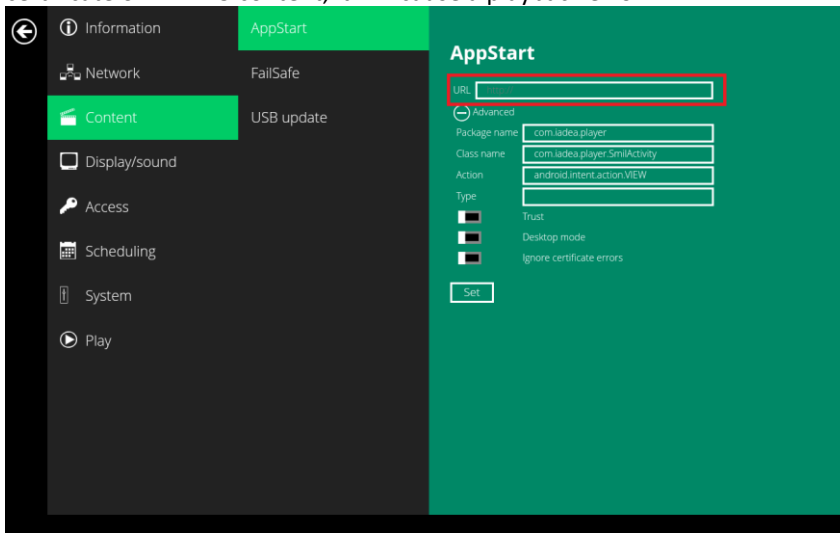 Information
Network
Content
Display/sound
Access
Scheduling
System
Play
AppStart
FailSafe
USB update
AppStart
URL
Advanced
Package name com.iadea.player
Class name com.iadea.player.SmilActivity
Action android.intent.action.VIEW
Type
Trust
Desktop mode
Ignore certificate errors
Set